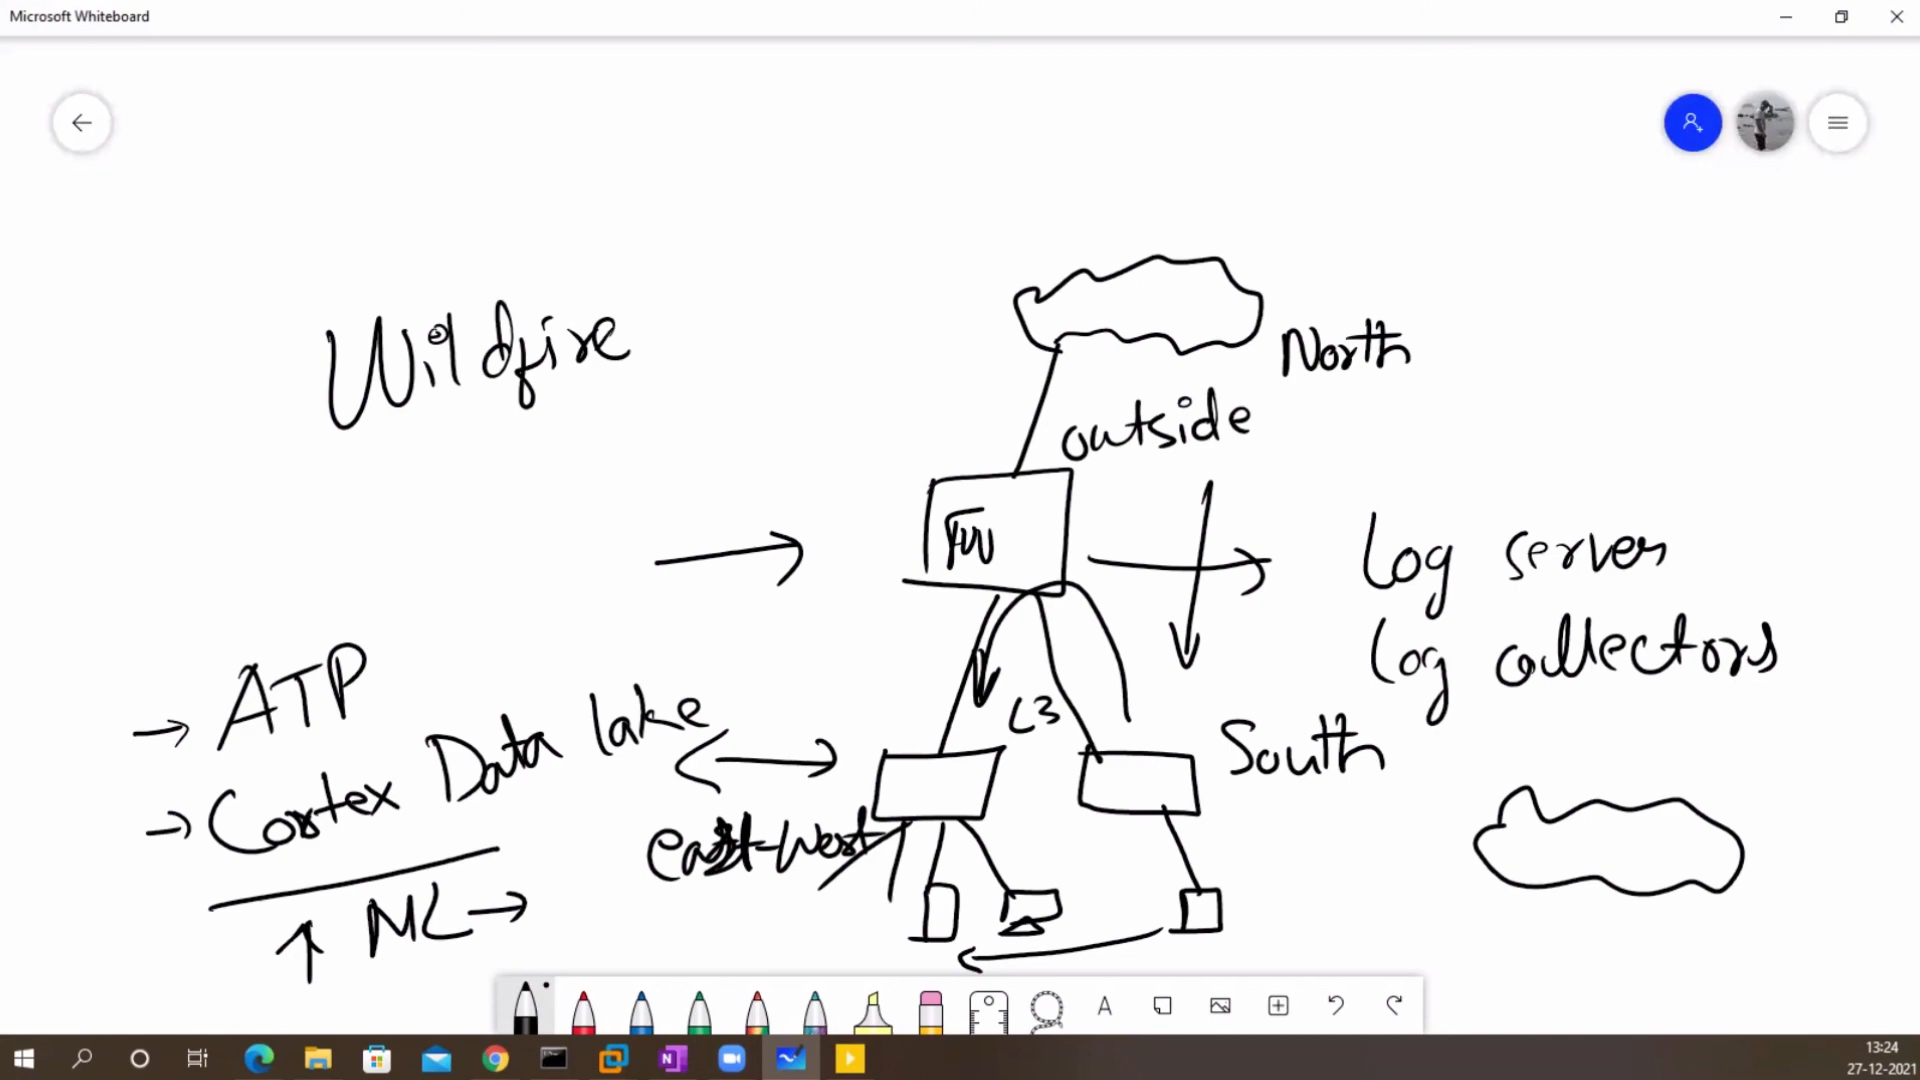 Microsoft Whiteboard
Wildfire
North
outside
FW
Log server
Log collectors
L3
South
→ ATP
→ Cortex Data lake
east-west
↑ ML →
A
N
13:24
27-12-2021